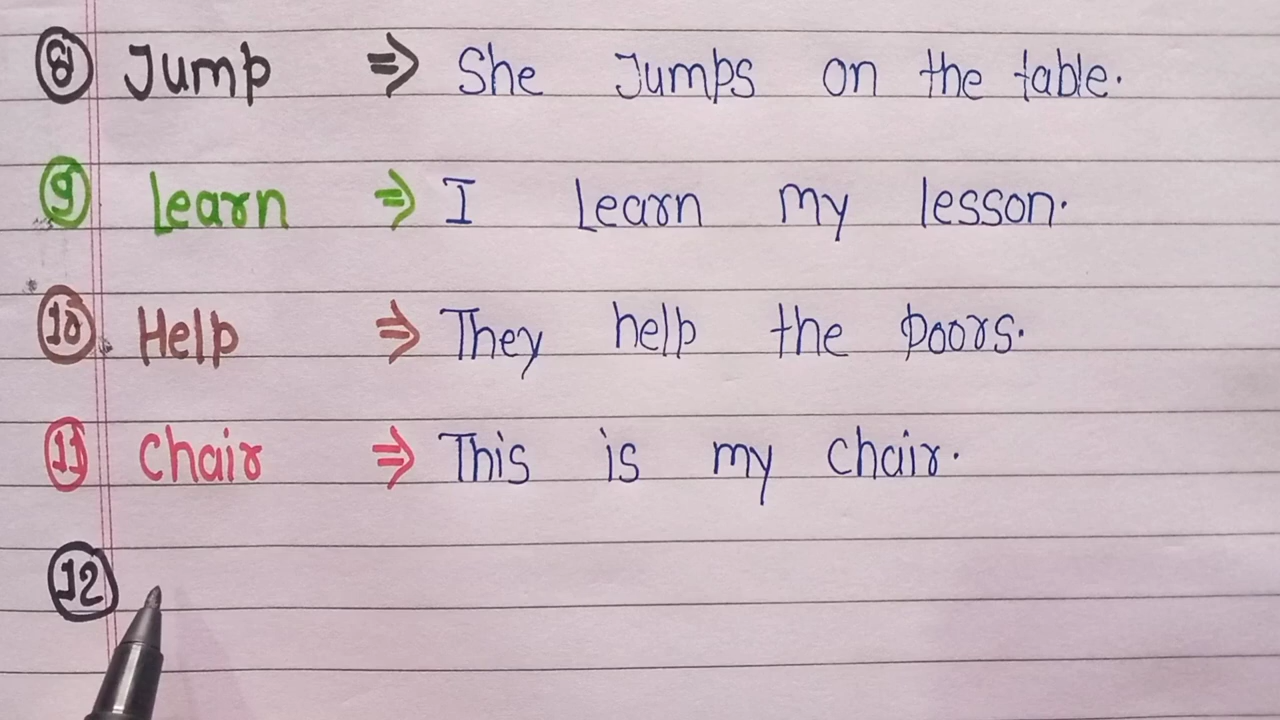 8 Jump ⇒ She Jumps on the table.
9 Learn ⇒ I Learn my lesson.
10 Help ⇒ They help the poors.
11 Chair ⇒ This is my chair.
12